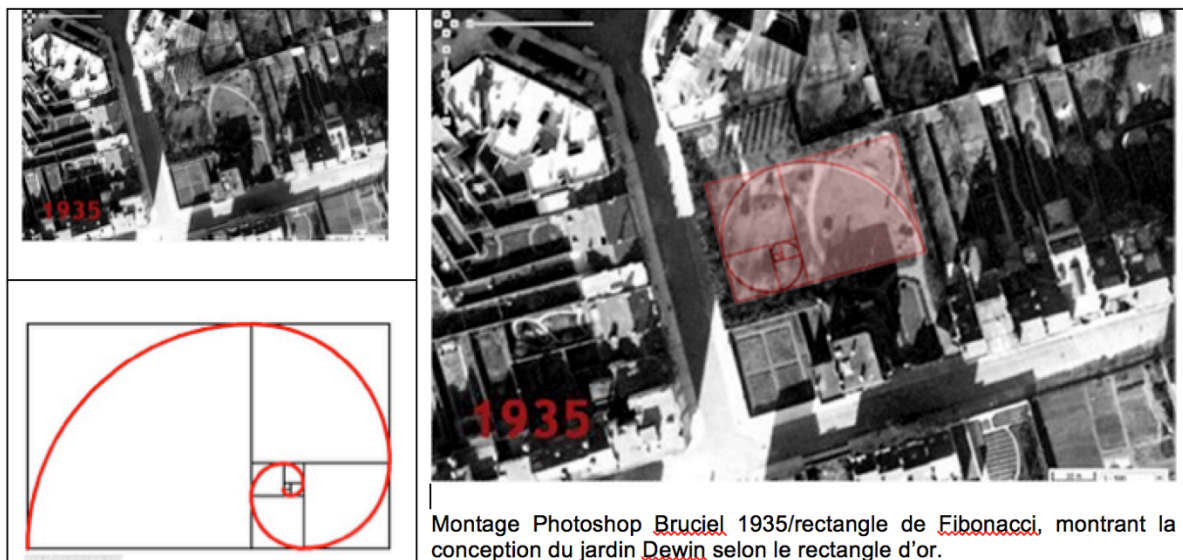 1935
1935
Montage Photoshop Bruciel 1935/rectangle de Fibonacci, montrant la
conception du jardin Dewin selon le rectangle d'or.